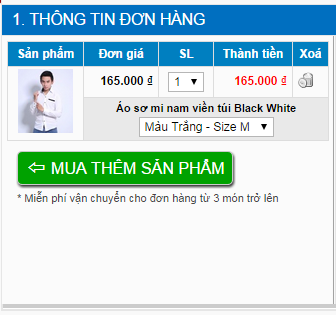 1. THÔNG TIN ĐƠN HÀNG
Sản phẩm Đơn giá SL Thành tiền Xoá
165.000 ₫ 1 165.000 ₫
Áo sơ mi nam viền túi Black White
Màu Trắng - Size M
⇦ MUA THÊM SẢN PHẨM
* Miễn phí vận chuyển cho đơn hàng từ 3 món trở lên